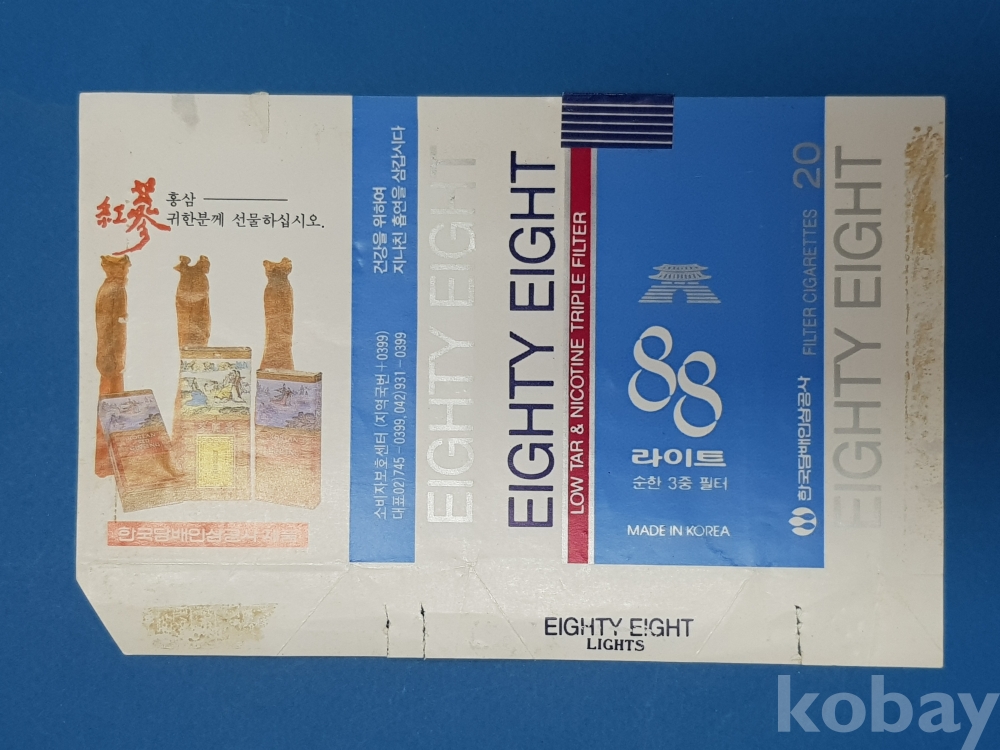 紅蔘
홍삼
귀한분께 선물하십시오.
한국담배인삼공사 제품
건강을 위하여
지나친 흡연을 삼갑시다
소비자보호센터 (지역국번+0399)
대표02)745-0399, 042)931-0399
EIGHTY EIGHT
EIGHTY EIGHT
LOW TAR & NICOTINE TRIPLE FILTER
88
라이트
순한 3중 필터
MADE IN KOREA
한국담배인삼공사
FILTER CIGARETTES 20
EIGHTY EIGHT
EIGHTY EIGHT
LIGHTS
kobay